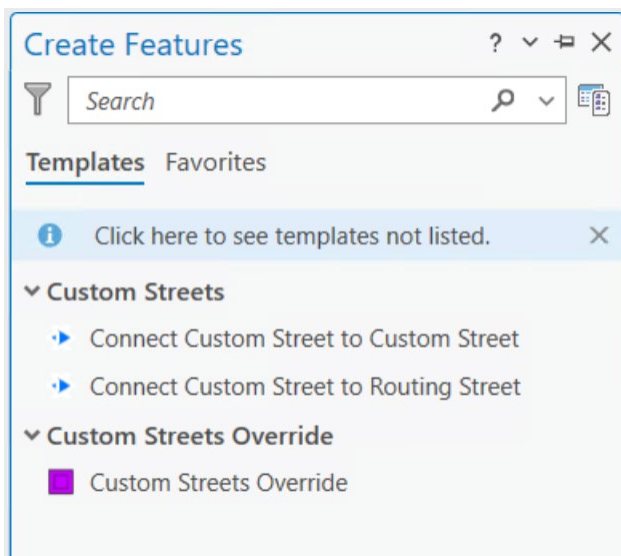 Create Features
?
Search
Templates Favorites
Click here to see templates not listed.
Custom Streets
Connect Custom Street to Custom Street
Connect Custom Street to Routing Street
Custom Streets Override
Custom Streets Override